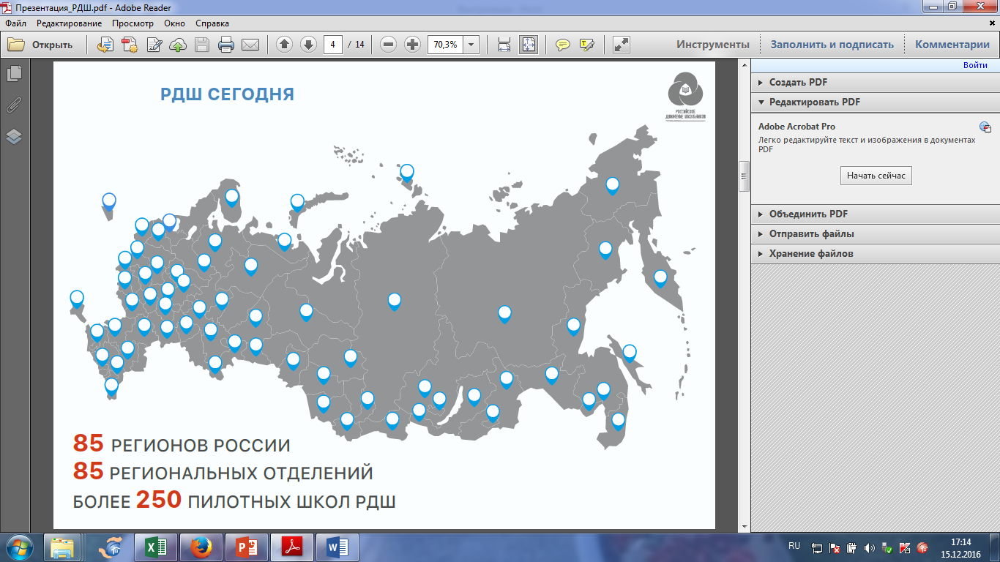 Презентация_РДШ.pdf - Adobe Reader
Файл Редактирование Просмотр Окно Справка
Открыть 4 / 14 70,3% Инструменты Заполнить и подписать Комментарии
Войти
Создать PDF
Редактировать PDF
Adobe Acrobat Pro
Легко редактируйте текст и изображения в документах
PDF
Начать сейчас
Объединить PDF
Отправить файлы
Хранение файлов
РДШ СЕГОДНЯ
РОССИЙСКОЕ
ДВИЖЕНИЕ ШКОЛЬНИКОВ
85 РЕГИОНОВ РОССИИ
85 РЕГИОНАЛЬНЫХ ОТДЕЛЕНИЙ
БОЛЕЕ 250 ПИЛОТНЫХ ШКОЛ РДШ
RU
17:14
15.12.2016